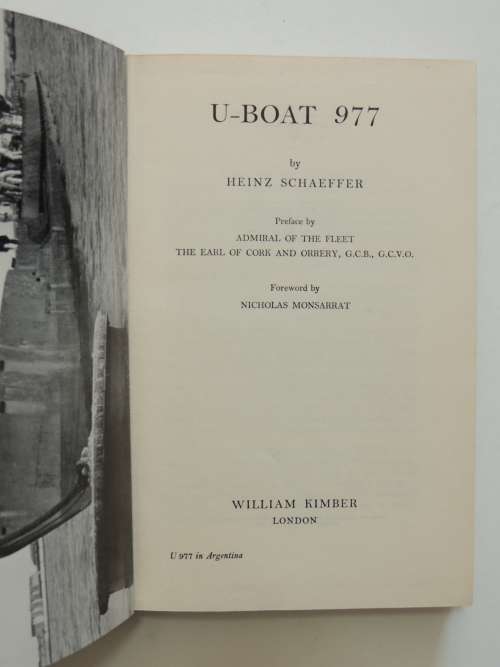 U-BOAT 977
by
HEINZ SCHAEFFER
Preface by
ADMIRAL OF THE FLEET
THE EARL OF CORK AND ORRERY, G.C.B., G.C.V.O.
Foreword by
NICHOLAS MONSARRAT
WILLIAM KIMBER
LONDON
U 977 in Argentina